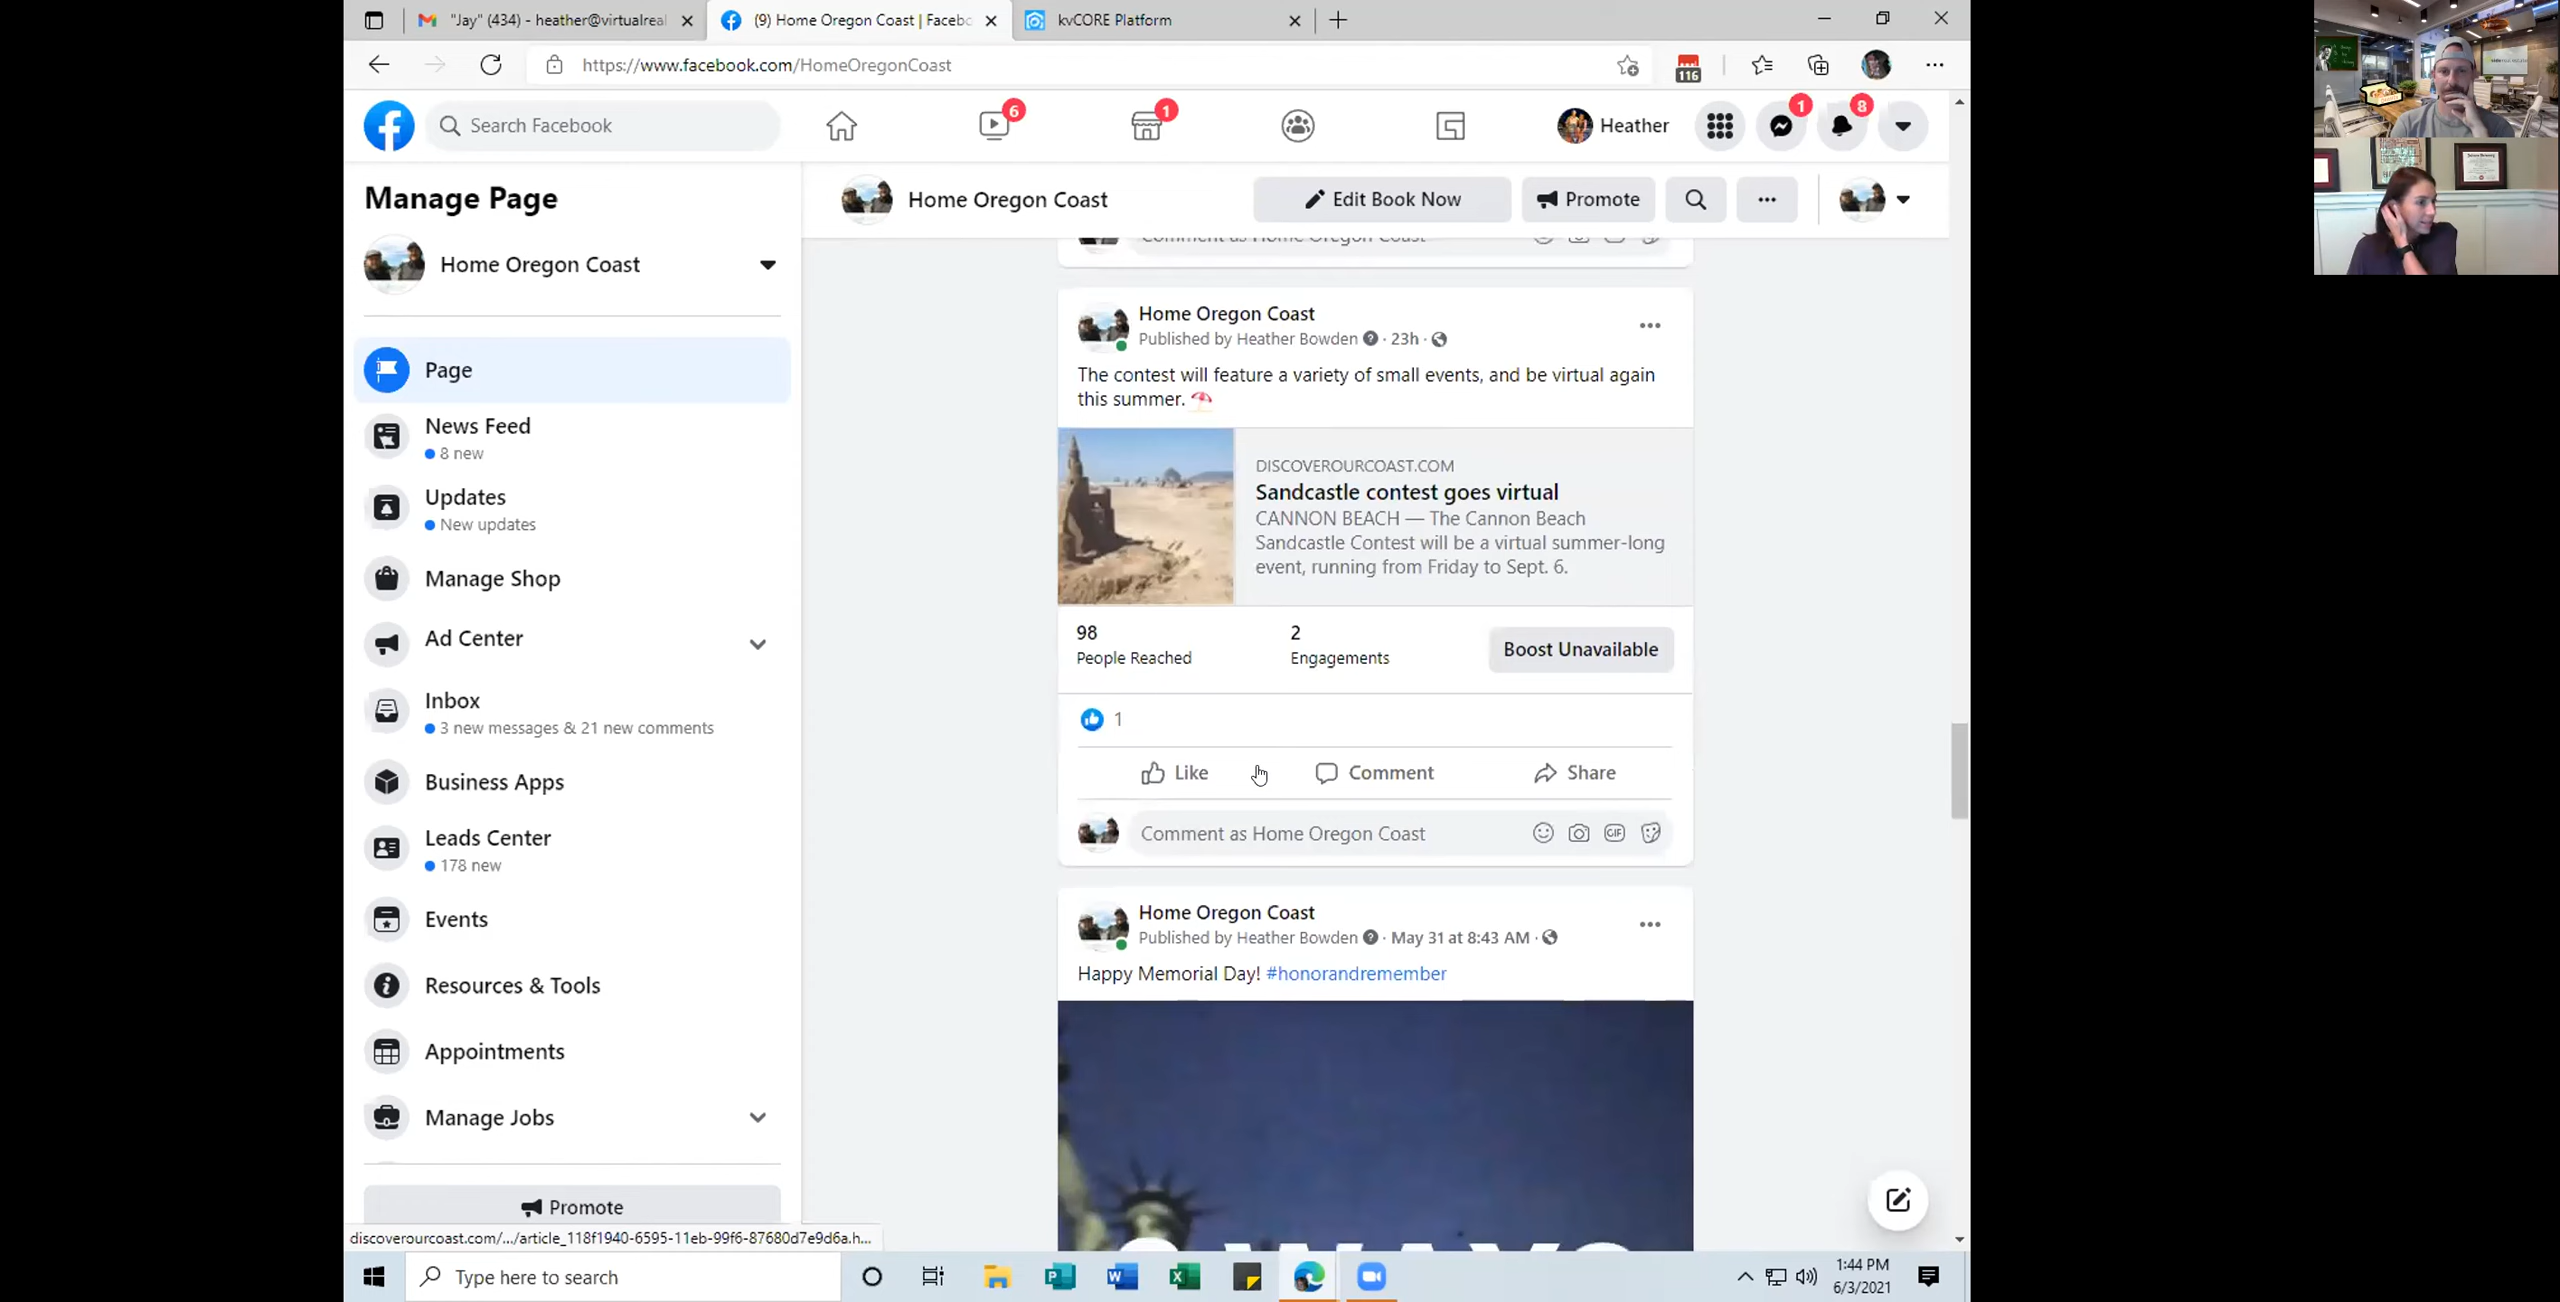 "Jay" (434) - heather@virtualreal
(9) Home Oregon Coast | Facebo
kvCORE Platform
https://www.facebook.com/HomeOregonCoast
116
Search Facebook
6
1
Heather
1
8
Manage Page
Home Oregon Coast
Edit Book Now
Promote
Home Oregon Coast
Comment as Home Oregon Coast
Page
News Feed
8 new
Updates
New updates
Manage Shop
Ad Center
Inbox
3 new messages & 21 new comments
Business Apps
Leads Center
178 new
Events
Resources & Tools
Appointments
Manage Jobs
Promote
Home Oregon Coast
Published by Heather Bowden · 23h ·
The contest will feature a variety of small events, and be virtual again
this summer. ⛱️
DISCOVEROURCOAST.COM
Sandcastle contest goes virtual
CANNON BEACH — The Cannon Beach
Sandcastle Contest will be a virtual summer-long
event, running from Friday to Sept. 6.
98
People Reached
2
Engagements
Boost Unavailable
1
Like
Comment
Share
Comment as Home Oregon Coast
GIF
Home Oregon Coast
Published by Heather Bowden · May 31 at 8:43 AM ·
Happy Memorial Day! #honorandremember
discoverourcoast.com/.../article_118f1940-6595-11eb-99f6-87680d7e9d6a.h...
Type here to search
1:44 PM
6/3/2021